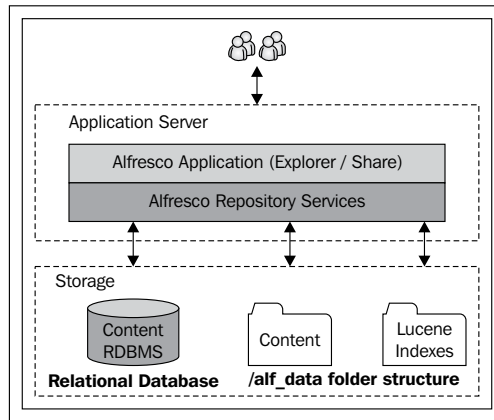 Application Server
Alfresco Application (Explorer / Share)
Alfresco Repository Services
Storage
Content
RDBMS
Content
Lucene
Indexes
Relational Database
/alf_data folder structure